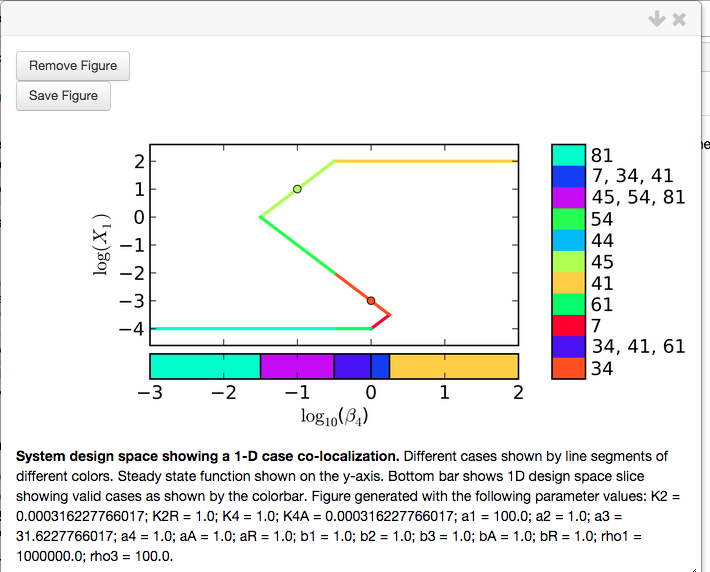 Remove Figure
Save Figure
2
1
0
−1
−2
−3
−4
log(X₁)
−3 −2 −1 0 1 2
log₁₀(β₄)
81
7, 34, 41
45, 54, 81
54
44
45
41
61
7
34, 41, 61
34
System design space showing a 1-D case co-localization. Different cases shown by line segments of
different colors. Steady state function shown on the y-axis. Bottom bar shows 1D design space slice
showing valid cases as shown by the colorbar. Figure generated with the following parameter values: K2 =
0.000316227766017; K2R = 1.0; K4 = 1.0; K4A = 0.000316227766017; a1 = 100.0; a2 = 1.0; a3 =
31.6227766017; a4 = 1.0; aA = 1.0; aR = 1.0; b1 = 1.0; b2 = 1.0; b3 = 1.0; bA = 1.0; bR = 1.0; rho1 =
1000000.0; rho3 = 100.0.